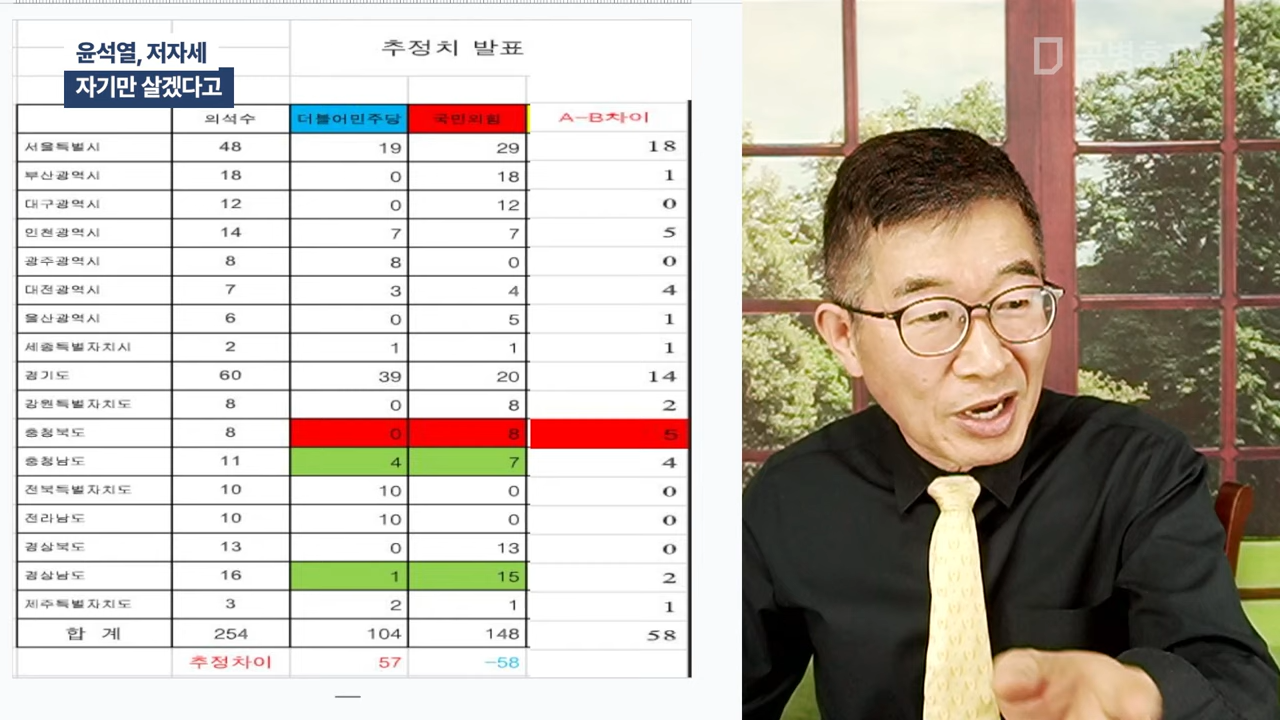 윤석열, 저자세
자기만 살겠다고
공병호TV
추정치 발표
의석수 더불어민주당 국민의힘 A-B차이
서울특별시 48 19 29 18
부산광역시 18 0 18 1
대구광역시 12 0 12 0
인천광역시 14 7 7 5
광주광역시 8 8 0 0
대전광역시 7 3 4 4
울산광역시 6 0 5 1
세종특별자치시 2 1 1 1
경기도 60 39 20 14
강원특별자치도 8 0 8 2
충청북도 8 0 8 5
충청남도 11 4 7 4
전북특별자치도 10 10 0 0
전라남도 10 10 0 0
경상북도 13 0 13 0
경상남도 16 1 15 2
제주특별자치도 3 2 1 1
합 계 254 104 148 58
추정차이 57 -58